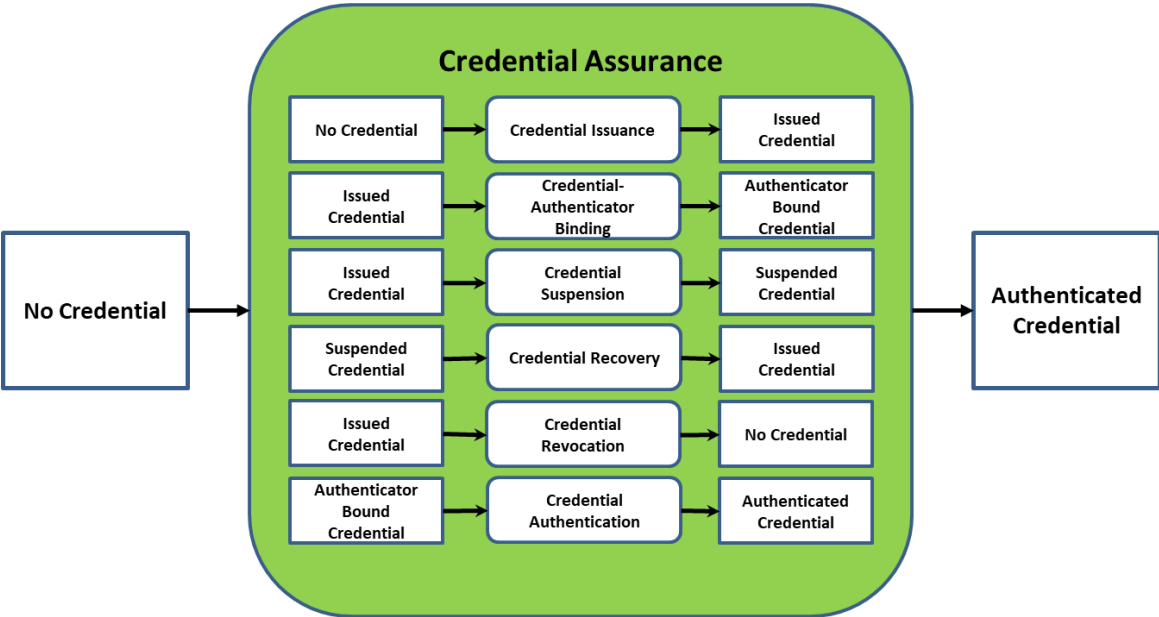 Credential Assurance
No Credential
Credential Issuance
Issued
Credential
Issued
Credential
Credential-
Authenticator
Binding
Authenticator
Bound
Credential
Issued
Credential
Credential
Suspension
Suspended
Credential
Suspended
Credential
Credential Recovery
Issued
Credential
Issued
Credential
Credential
Revocation
No Credential
Authenticator
Bound
Credential
Credential
Authentication
Authenticated
Credential
No Credential
Authenticated
Credential